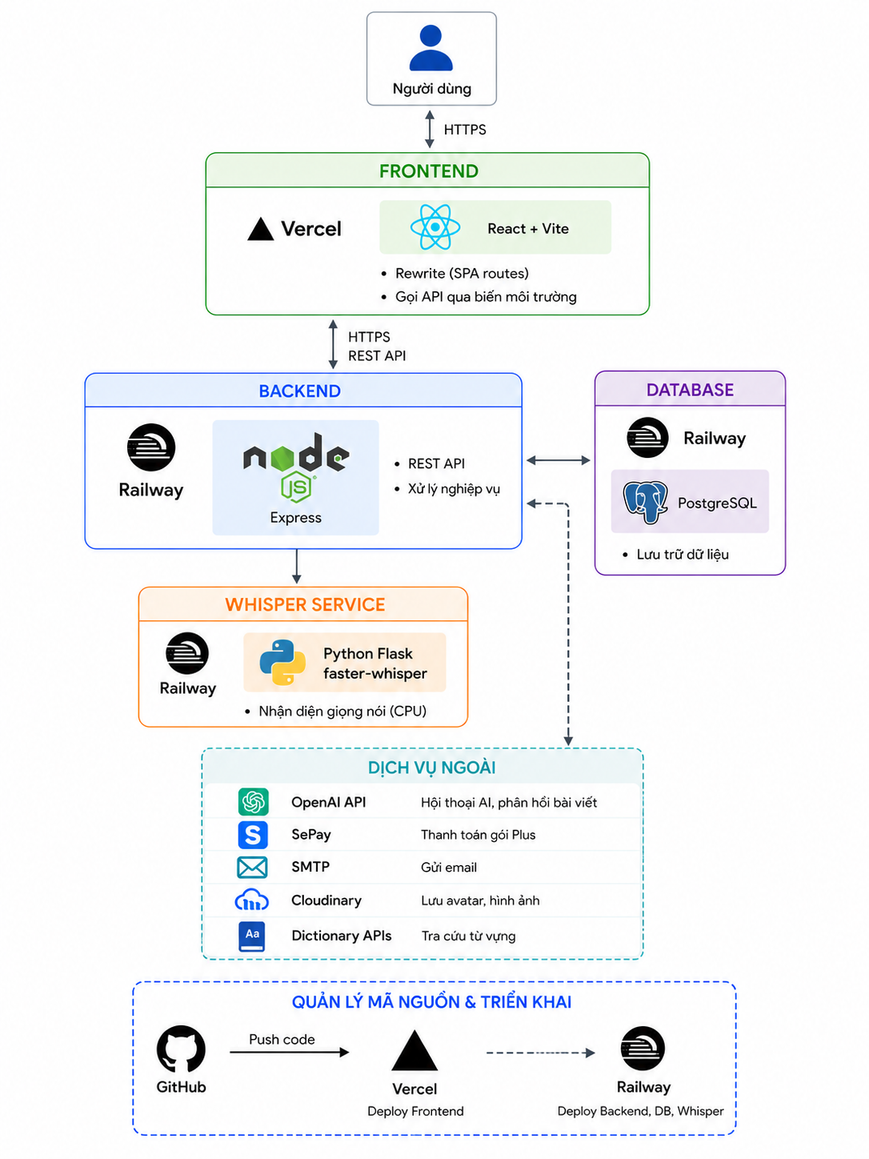 Người dùng
HTTPS
FRONTEND
Vercel
React + Vite
• Rewrite (SPA routes)
• Gọi API qua biến môi trường
HTTPS
REST API
BACKEND
Railway
node
JS
Express
• REST API
• Xử lý nghiệp vụ
DATABASE
Railway
PostgreSQL
• Lưu trữ dữ liệu
WHISPER SERVICE
Railway
Python Flask
faster-whisper
• Nhận diện giọng nói (CPU)
DỊCH VỤ NGOÀI
OpenAI API Hội thoại AI, phân hồi bài viết
S SePay Thanh toán gói Plus
SMTP Gửi email
Cloudinary Lưu avatar, hình ảnh
Aa Dictionary APIs Tra cứu từ vựng
QUẢN LÝ MÃ NGUỒN & TRIỂN KHAI
GitHub
Push code
Vercel
Deploy Frontend
Railway
Deploy Backend, DB, Whisper